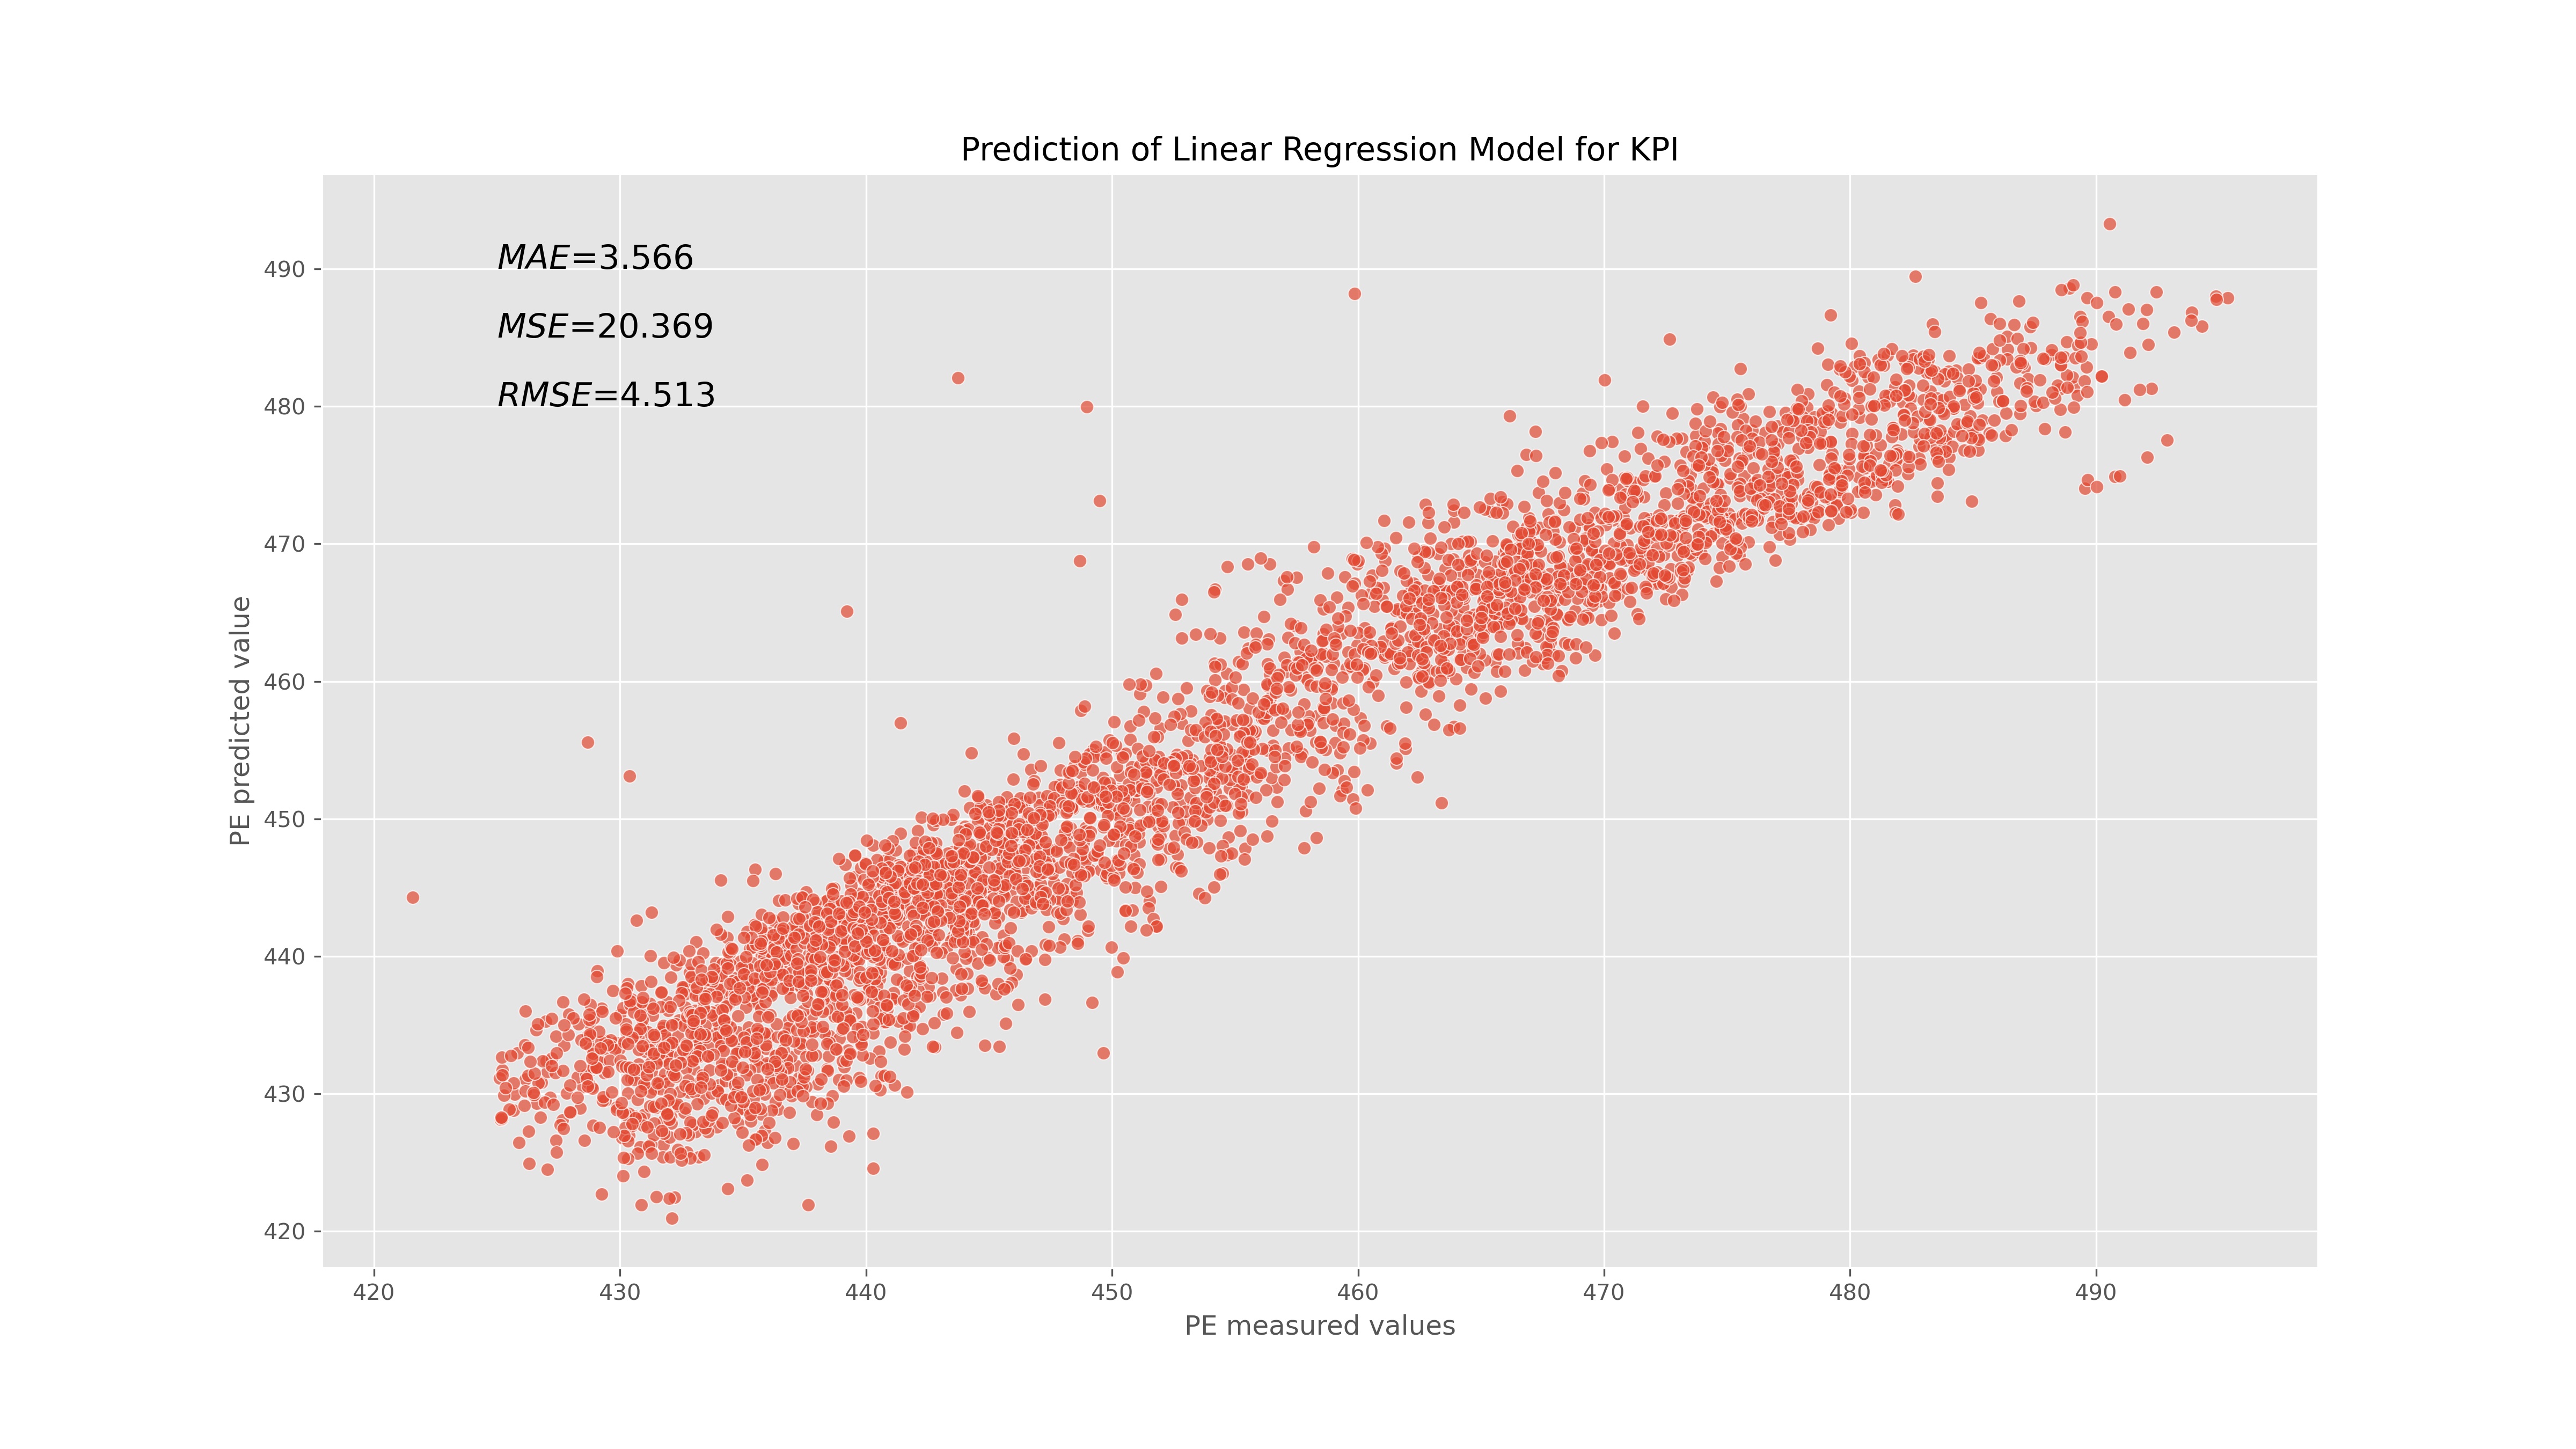 Prediction of Linear Regression Model for KPI
MAE=3.566
MSE=20.369
RMSE=4.513
PE predicted value
490
480
470
460
450
440
430
420
420 430 440 450 460 470 480 490
PE measured values